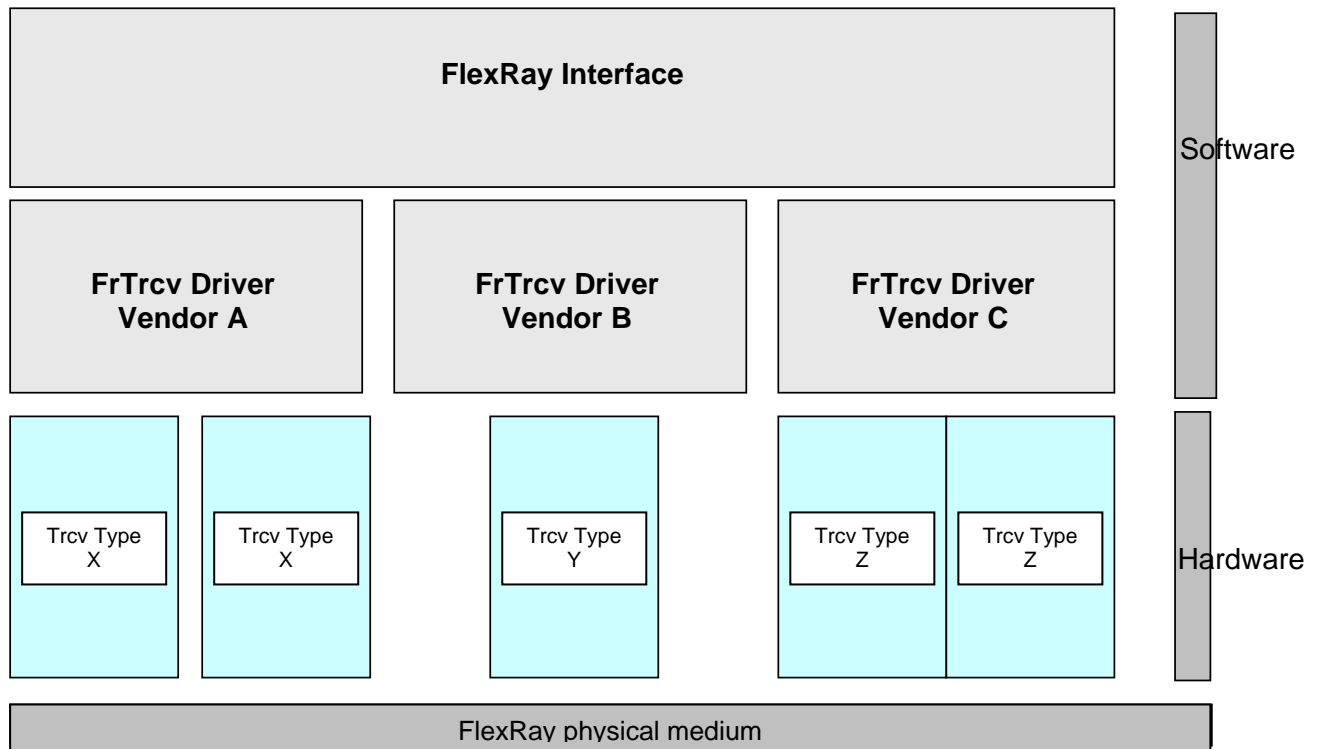 FlexRay Interface
Software
FrTrcv Driver
Vendor A
FrTrcv Driver
Vendor B
FrTrcv Driver
Vendor C
Trcv Type
X
Trcv Type
X
Trcv Type
Y
Trcv Type
Z
Trcv Type
Z
Hardware
FlexRay physical medium